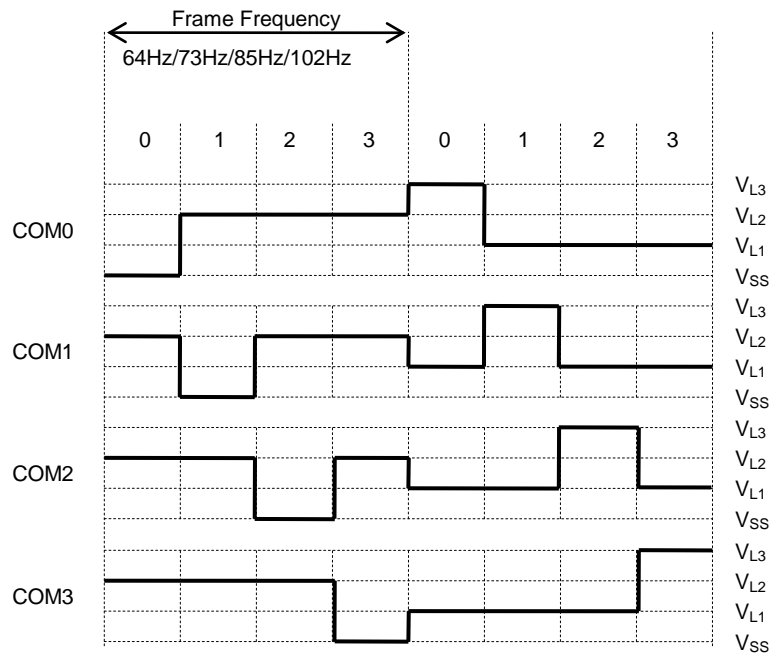 Frame Frequency
64Hz/73Hz/85Hz/102Hz
0 1 2 3 0 1 2 3
COM0
VL3
VL2
VL1
VSS
COM1
VL3
VL2
VL1
VSS
COM2
VL3
VL2
VL1
VSS
COM3
VL3
VL2
VL1
VSS